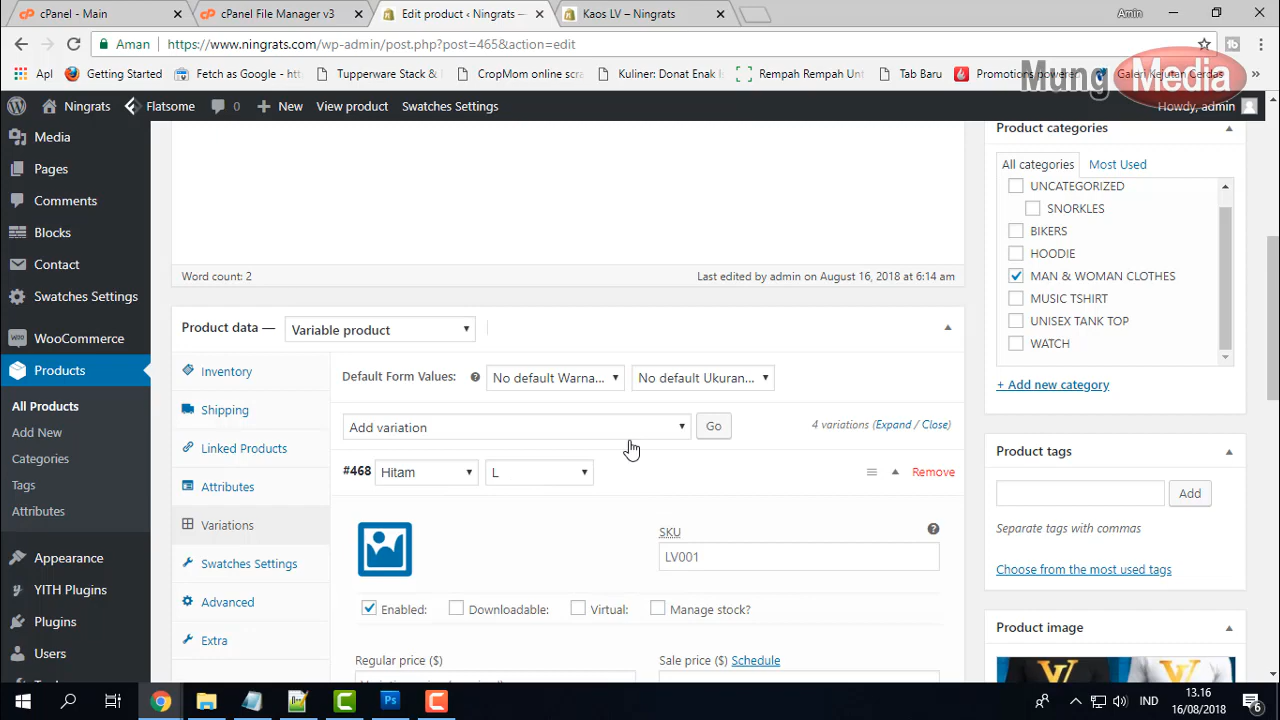 cPanel - Main
cPanel File Manager v3
Edit product ‹ Ningrats —
Kaos LV – Ningrats
Amin
Aman
https://www.ningrats.com/wp-admin/post.php?post=465&action=edit
Apl
Getting Started
Fetch as Google - htt
Tupperware Stack &
CropMom online scra
Kuliner: Donat Enak
Rempah Rempah Unt
Tab Baru
Promotions powered
Galeri Kejutan Cerdas
Mung Media
Ningrats
Flatsome
0
New
View product
Swatches Settings
Howdy, admin
Media
Pages
Comments
Blocks
Contact
Swatches Settings
WooCommerce
Products
All Products
Add New
Categories
Tags
Attributes
Appearance
YITH Plugins
Plugins
Users
Word count: 2
Last edited by admin on August 16, 2018 at 6:14 am
Product data —
Variable product
Inventory
Shipping
Linked Products
Attributes
Variations
Swatches Settings
Advanced
Extra
Default Form Values:
No default Warna...
No default Ukuran...
Add variation
Go
4 variations (Expand / Close)
#468
Hitam
L
Remove
SKU
LV001
Enabled:
Downloadable:
Virtual:
Manage stock?
Regular price ($)
Sale price ($) Schedule
Product categories
All categories
Most Used
UNCATEGORIZED
SNORKLES
BIKERS
HOODIE
MAN & WOMAN CLOTHES
MUSIC TSHIRT
UNISEX TANK TOP
WATCH
+ Add new category
Product tags
Add
Separate tags with commas
Choose from the most used tags
Product image
IND
13.16
16/08/2018
6